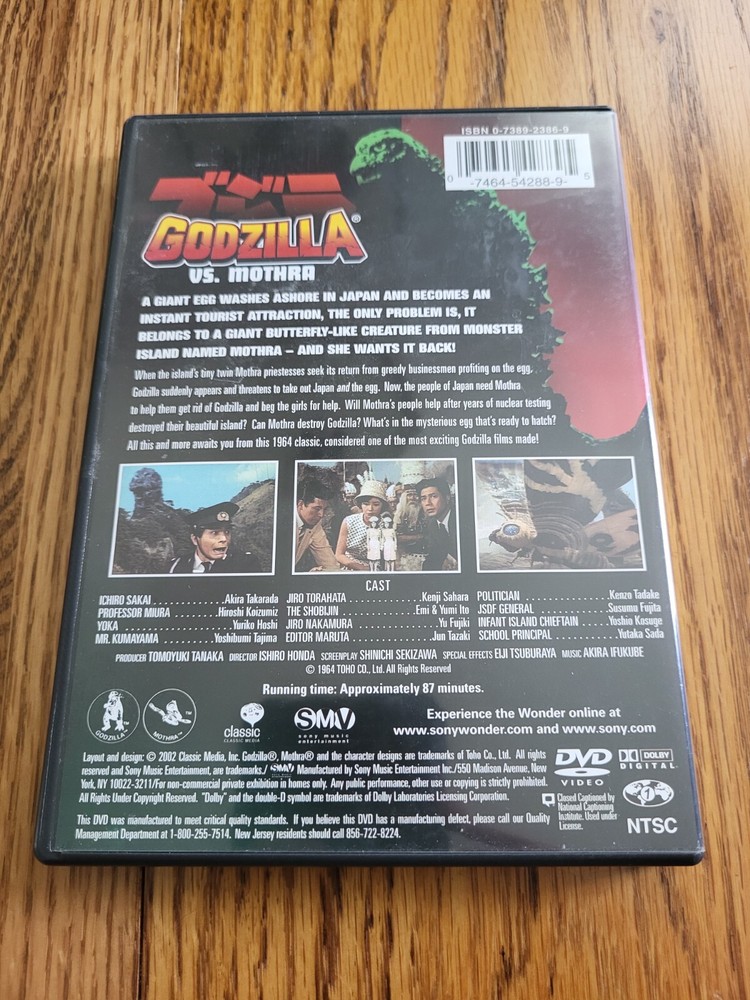 ISBN 0-7389-2386-9
0 -7464-54288-9- 5
ゴジラ
GODZILLA®
VS. MOTHRA
A GIANT EGG WASHES ASHORE IN JAPAN AND BECOMES AN
INSTANT TOURIST ATTRACTION, THE ONLY PROBLEM IS, IT
BELONGS TO A GIANT BUTTERFLY-LIKE CREATURE FROM MONSTER
ISLAND NAMED MOTHRA – AND SHE WANTS IT BACK!
When the island's tiny twin Mothra priestesses seek its return from greedy businessmen profiting on the egg,
Godzilla suddenly appears and threatens to take out Japan and the egg. Now, the people of Japan need Mothra
to help them get rid of Godzilla and beg the girls for help. Will Mothra's people help after years of nuclear testing
destroyed their beautiful island? Can Mothra destroy Godzilla? What's in the mysterious egg that's ready to hatch?
All this and more awaits you from this 1964 classic, considered one of the most exciting Godzilla films made!
CAST
ICHIRO SAKAI . . . . . . . . . . . . .Akira Takarada JIRO TORAHATA . . . . . . . . . . . . . .Kenji Sahara POLITICIAN . . . . . . . . . . . . . . .Kenzo Tadake
PROFESSOR MIURA . . . . . . . . . .Hiroshi Koizumiz THE SHOBIJIN . . . . . . . . . . . .Emi & Yumi Ito JSDF GENERAL . . . . . . . . . . . . .Susumu Fujita
YOKA . . . . . . . . . . . . . . . . . .Yuriko Hoshi JIRO NAKAMURA . . . . . . . . . . . . .Yu Fujiki INFANT ISLAND CHIEFTAIN . . . . . .Yoshio Kosuge
MR. KUMAYAMA . . . . . . . . .Yoshibumi Tajima EDITOR MARUTA . . . . . . . . . . . . . .Jun Tazaki SCHOOL PRINCIPAL . . . . . . . . . .Yutaka Sada
PRODUCER TOMOYUKI TANAKA DIRECTOR ISHIRO HONDA SCREENPLAY SHINICHI SEKIZAWA SPECIAL EFFECTS EIJI TSUBURAYA MUSIC AKIRA IFUKUBE
© 1964 TOHO CO., Ltd. All Rights Reserved
Running time: Approximately 87 minutes.
GODZILLA™
MOTHRA™
classic
CLASSIC MEDIA
SMV
sony music
entertainment
Experience the Wonder online at
www.sonywonder.com and www.sony.com
Layout and design: © 2002 Classic Media, Inc. Godzilla®, Mothra® and the character designs are trademarks of Toho Co., Ltd. All rights
reserved and Sony Music Entertainment, are trademarks./ SMV Manufactured by Sony Music Entertainment Inc./550 Madison Avenue, New
York, NY 10022-3211/For non-commercial private exhibition in homes only. Any public performance, other use or copying is strictly prohibited.
All Rights Under Copyright Reserved. "Dolby" and the double-D symbol are trademarks of Dolby Laboratories Licensing Corporation.
This DVD was manufactured to meet critical quality standards. If you believe this DVD has a manufacturing defect, please call our Quality
Management Department at 1-800-255-7514. New Jersey residents should call 856-722-8224.
DVD
VIDEO
DOLBY
DIGITAL
Closed Captioned by
National Captioning
Institute. Used under
License.
1
NTSC